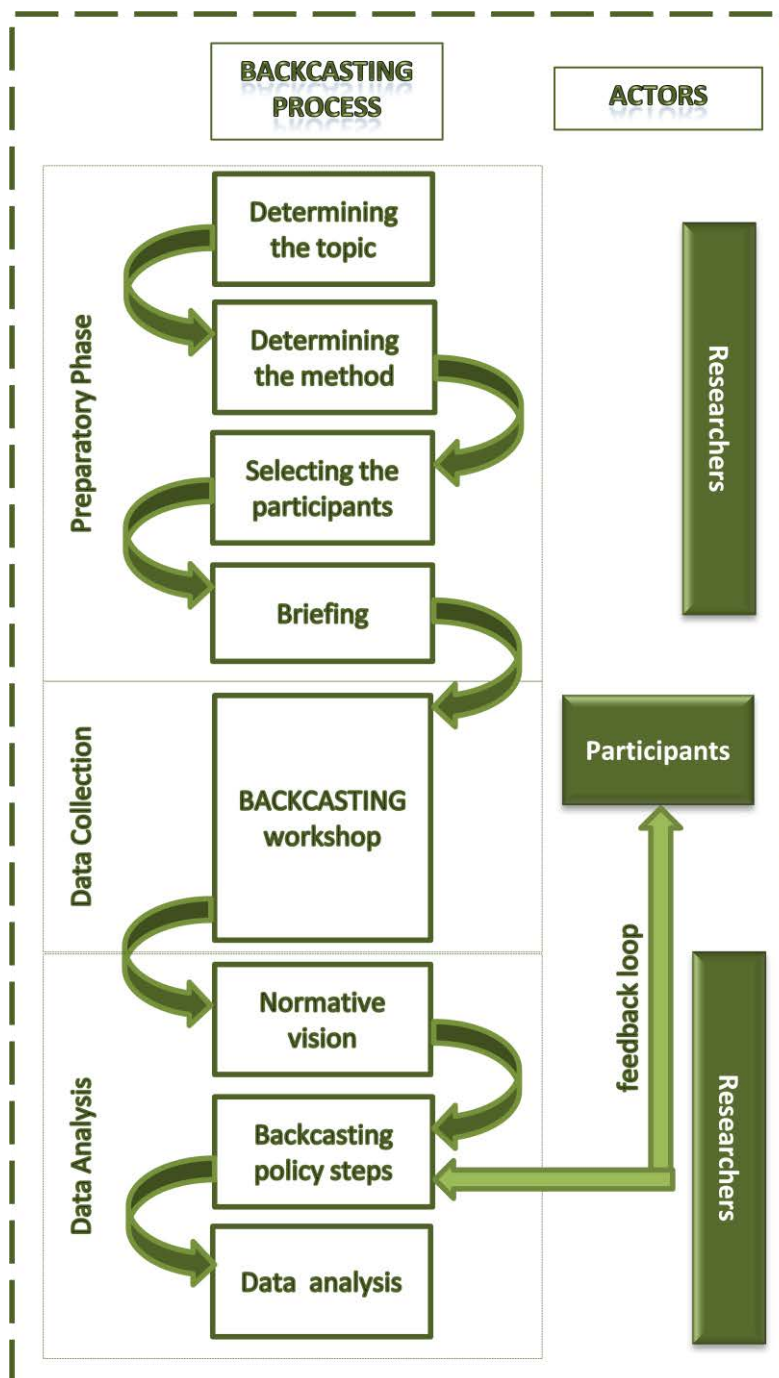 BACKCASTING
PROCESS
ACTORS
Preparatory Phase
Determining
the topic
Determining
the method
Selecting the
participants
Briefing
Researchers
Data Collection
BACKCASTING
workshop
Participants
Data Analysis
Normative
vision
Backcasting
policy steps
Data analysis
feedback loop
Researchers